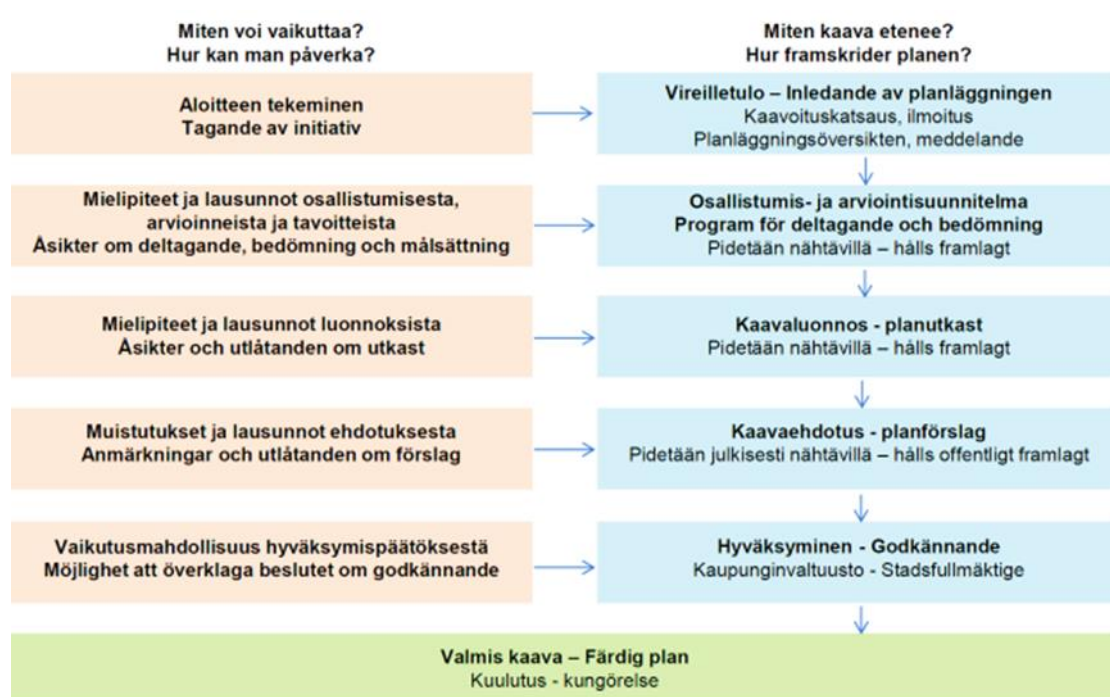 Miten voi vaikuttaa?
Hur kan man påverka?
Miten kaava etenee?
Hur framskrider planen?
Aloitteen tekeminen
Tagande av initiativ
Vireilletulo – Inledande av planläggningen
Kaavoituskatsaus, ilmoitus
Planläggningsöversikten, meddelande
Mielipiteet ja lausunnot osallistumisesta,
arvioinneista ja tavoitteista
Åsikter om deltagande, bedömning och målsättning
Osallistumis- ja arviointisuunnitelma
Program för deltagande och bedömning
Pidetään nähtävillä – hålls framlagt
Mielipiteet ja lausunnot luonnoksista
Åsikter och utlåtanden om utkast
Kaavaluonnos - planutkast
Pidetään nähtävillä – hålls framlagt
Muistutukset ja lausunnot ehdotuksesta
Anmärkningar och utlåtanden om förslag
Kaavaehdotus - planförslag
Pidetään julkisesti nähtävillä – hålls offentligt framlagt
Vaikutusmahdollisuus hyväksymispäätöksestä
Möjlighet att överklaga beslutet om godkännande
Hyväksyminen - Godkännande
Kaupunginvaltuusto - Stadsfullmäktige
Valmis kaava – Färdig plan
Kuulutus - kungörelse